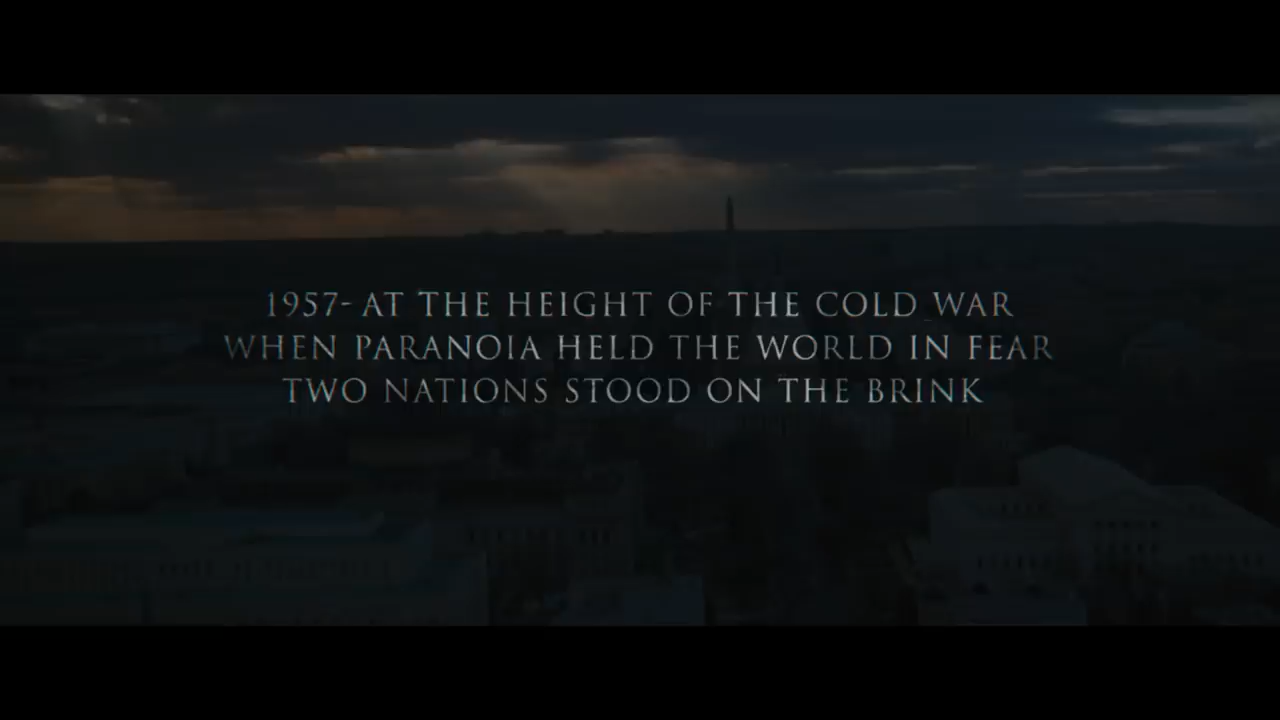 1957- AT THE HEIGHT OF THE COLD WAR
WHEN PARANOIA HELD THE WORLD IN FEAR
TWO NATIONS STOOD ON THE BRINK